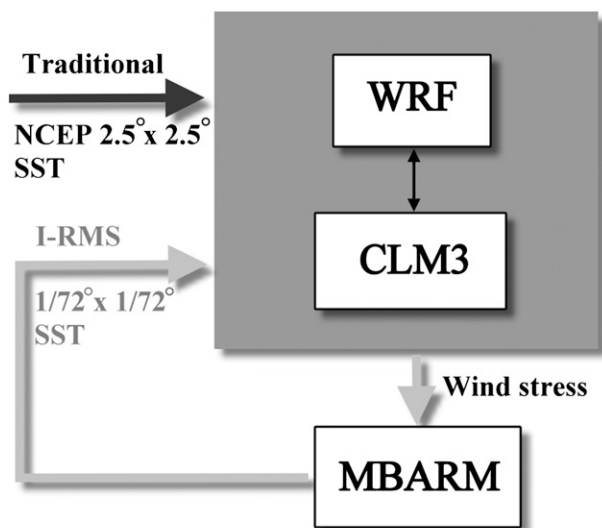 Traditional
NCEP 2.5°x 2.5°
SST
I-RMS
1/72°x 1/72°
SST
WRF
CLM3
Wind stress
MBARM